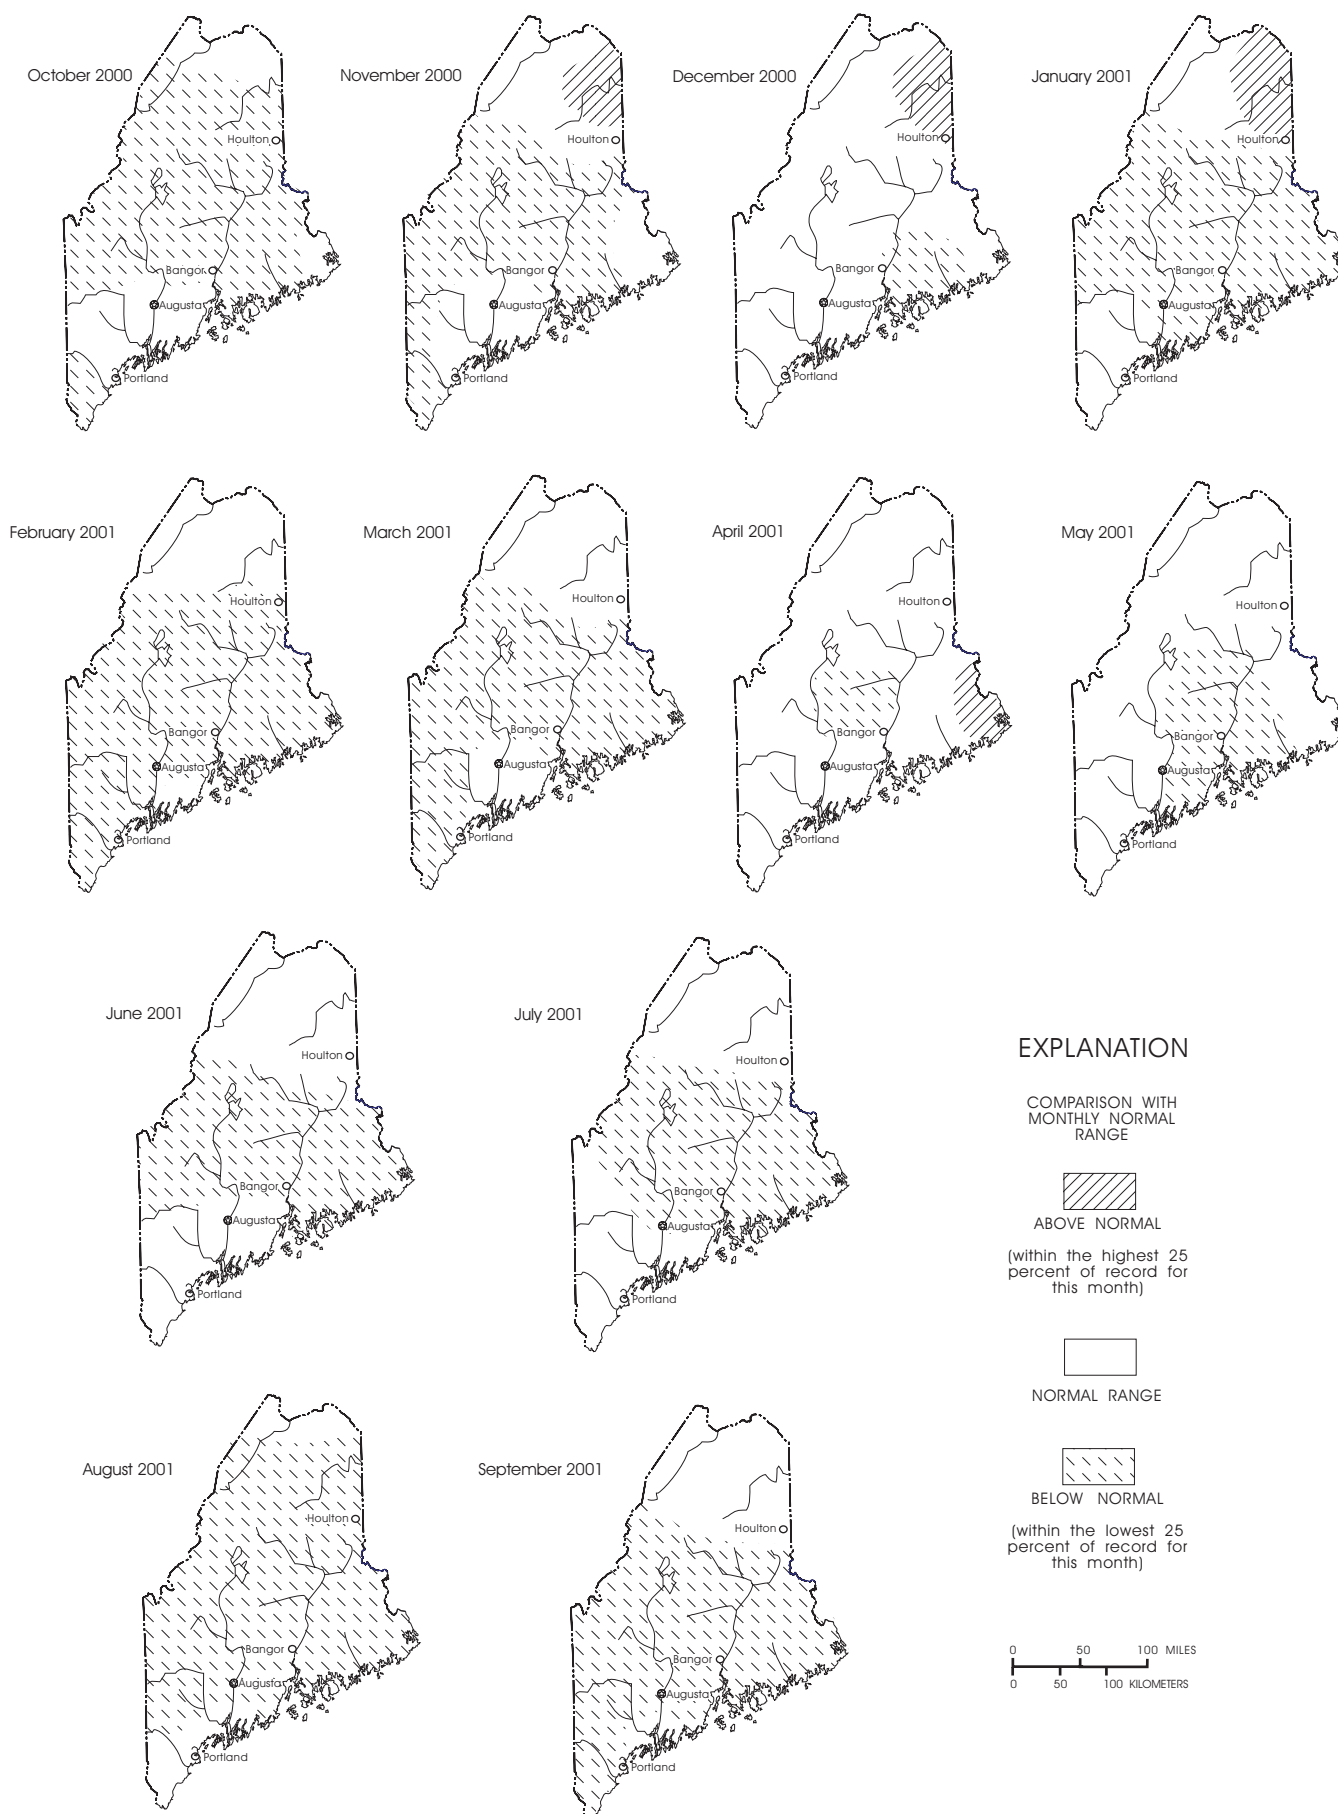 October 2000
Houlton
Bangor
Augusta
Portland
November 2000
Houlton
Bangor
Augusta
Portland
December 2000
Houlton
Bangor
Augusta
Portland
January 2001
Houlton
Bangor
Augusta
Portland
February 2001
Houlton
Bangor
Augusta
Portland
March 2001
Houlton
Bangor
Augusta
Portland
April 2001
Houlton
Bangor
Augusta
Portland
May 2001
Houlton
Bangor
Augusta
Portland
June 2001
Houlton
Bangor
Augusta
Portland
July 2001
Houlton
Bangor
Augusta
Portland
August 2001
Houlton
Bangor
Augusta
Portland
September 2001
Houlton
Bangor
Augusta
Portland
EXPLANATION
COMPARISON WITH
MONTHLY NORMAL
RANGE
ABOVE NORMAL
(within the highest 25
percent of record for
this month)
NORMAL RANGE
BELOW NORMAL
(within the lowest 25
percent of record for
this month)
0 50 100 MILES
0 50 100 KILOMETERS